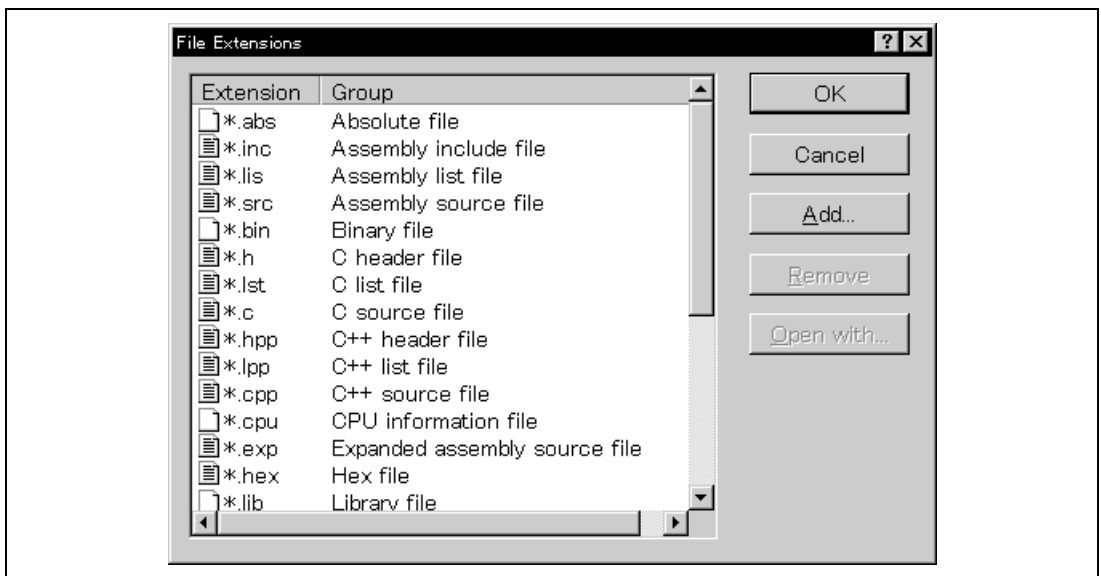 File Extensions
Extension Group
*.abs Absolute file
*.inc Assembly include file
*.lis Assembly list file
*.src Assembly source file
*.bin Binary file
*.h C header file
*.lst C list file
*.c C source file
*.hpp C++ header file
*.lpp C++ list file
*.cpp C++ source file
*.cpu CPU information file
*.exp Expanded assembly source file
*.hex Hex file
*.lib Library file
OK
Cancel
Add...
Remove
Open with...